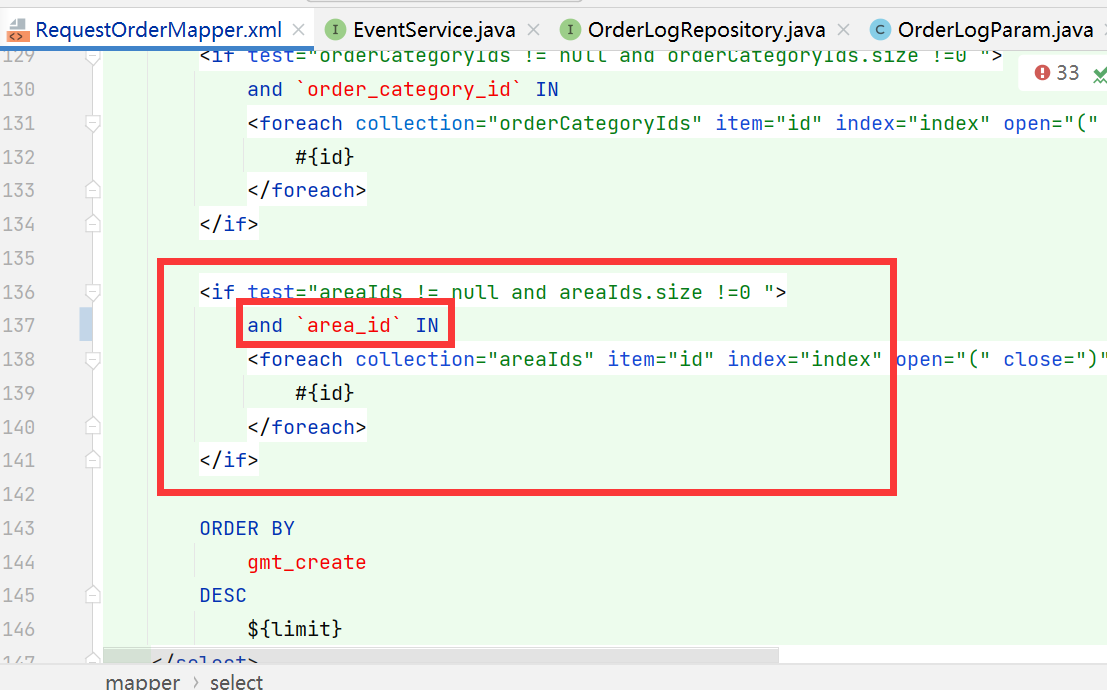 RequestOrderMapper.xml EventService.java OrderLogRepository.java OrderLogParam.java
129 <if test="orderCategoryIds != null and orderCategoryIds.size !=0 ">
33
130 and `order_category_id` IN
131 <foreach collection="orderCategoryIds" item="id" index="index" open="("
132 #{id}
133 </foreach>
134 </if>
135
136 <if test="areaIds != null and areaIds.size !=0 ">
137 and `area_id` IN
138 <foreach collection="areaIds" item="id" index="index" open="(" close=")"
139 #{id}
140 </foreach>
141 </if>
142
143 ORDER BY
144 gmt_create
145 DESC
146 ${limit}
147 </select>
mapper › select